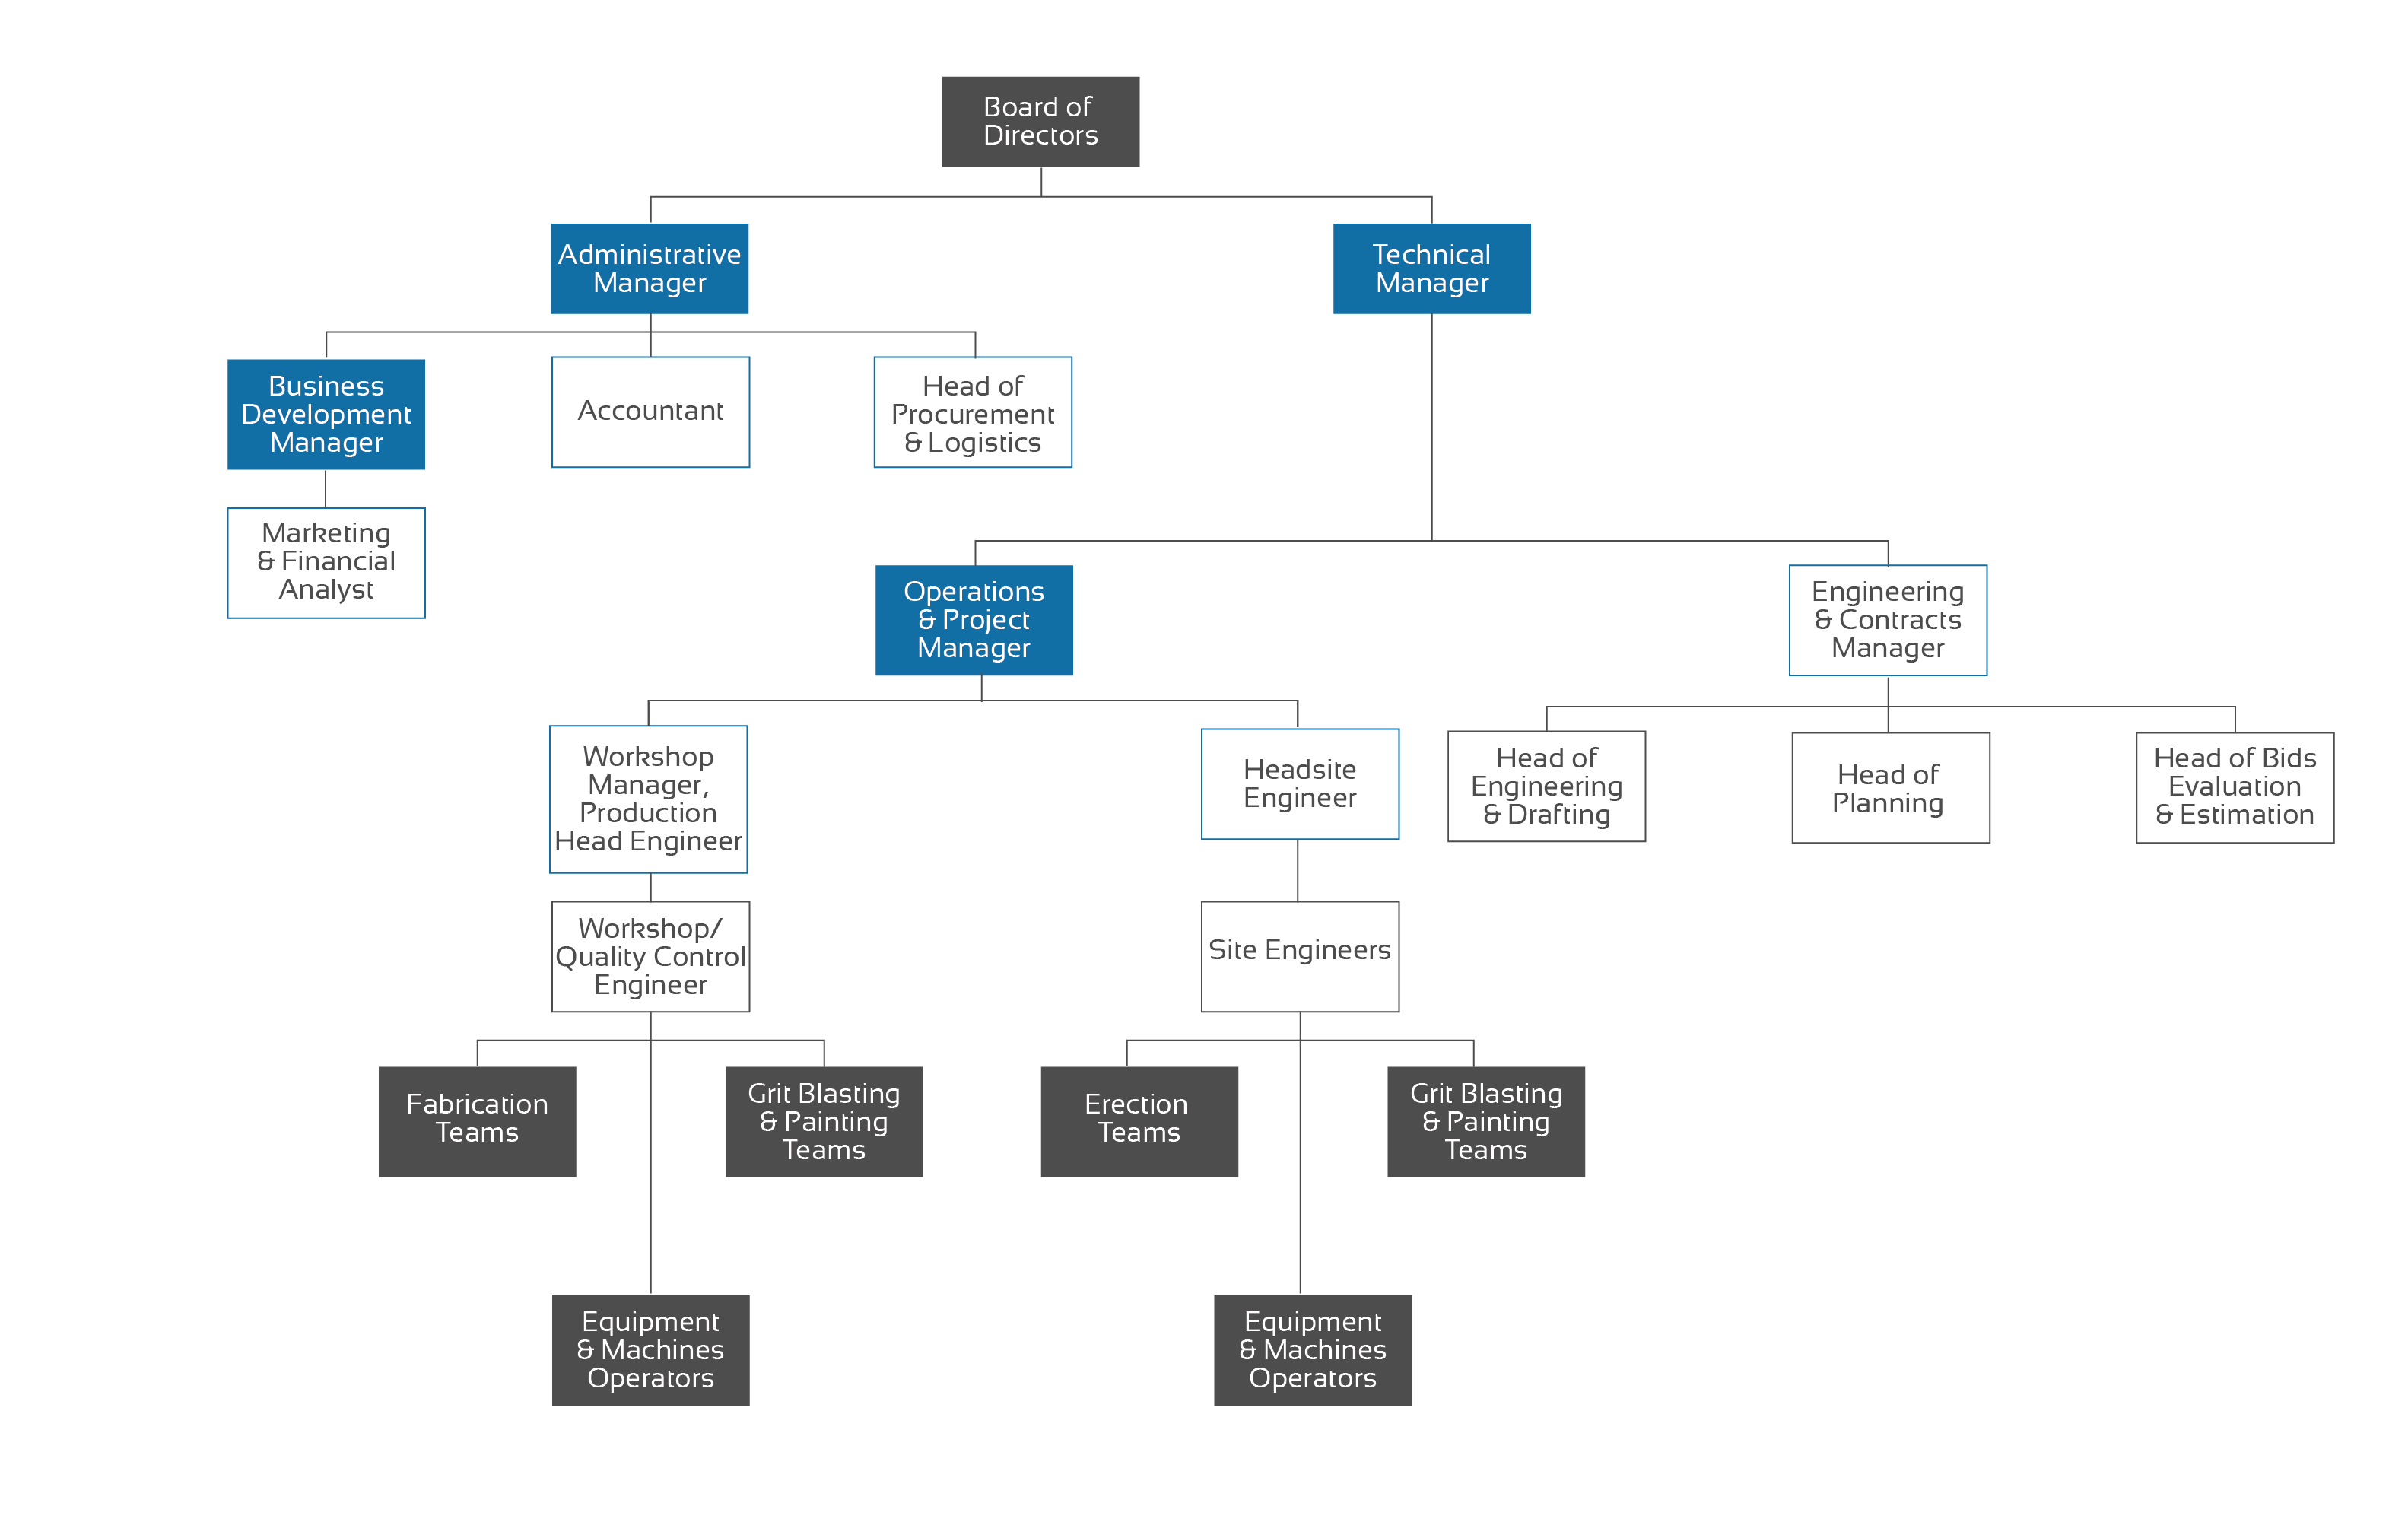 Board of
Directors
Administrative
Manager
Technical
Manager
Business
Development
Manager
Accountant
Head of
Procurement
& Logistics
Marketing
& Financial
Analyst
Operations
& Project
Manager
Engineering
& Contracts
Manager
Workshop
Manager,
Production
Head Engineer
Headsite
Engineer
Head of
Engineering
& Drafting
Head of
Planning
Head of Bids
Evaluation
& Estimation
Workshop/
Quality Control
Engineer
Site Engineers
Fabrication
Teams
Grit Blasting
& Painting
Teams
Erection
Teams
Grit Blasting
& Painting
Teams
Equipment
& Machines
Operators
Equipment
& Machines
Operators